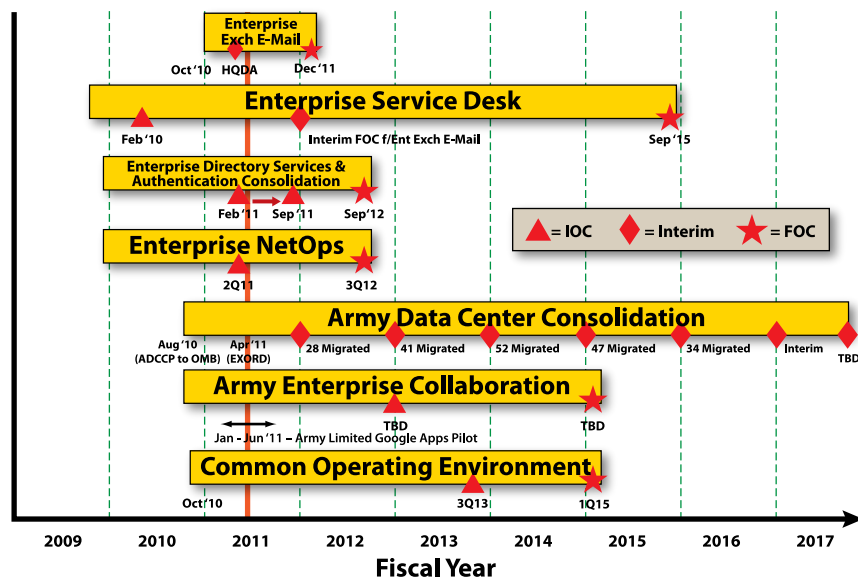 Enterprise
Exch E-Mail
Oct '10 HQDA Dec '11
Enterprise Service Desk
Feb '10 Interim FOC f/Ent Exch E-Mail Sep '15
Enterprise Directory Services &
Authentication Consolidation
Feb '11 Sep '11 Sep '12
= IOC = Interim = FOC
Enterprise NetOps
2Q11 3Q12
Army Data Center Consolidation
Aug '10
(ADCCP to OMB)
Apr '11
(EXORD)
28 Migrated 41 Migrated 52 Migrated 47 Migrated 34 Migrated Interim TBD
Army Enterprise Collaboration
TBD TBD
Jan - Jun '11 – Army Limited Google Apps Pilot
Common Operating Environment
Oct '10 3Q13 1Q15
2009 2010 2011 2012 2013 2014 2015 2016 2017
Fiscal Year